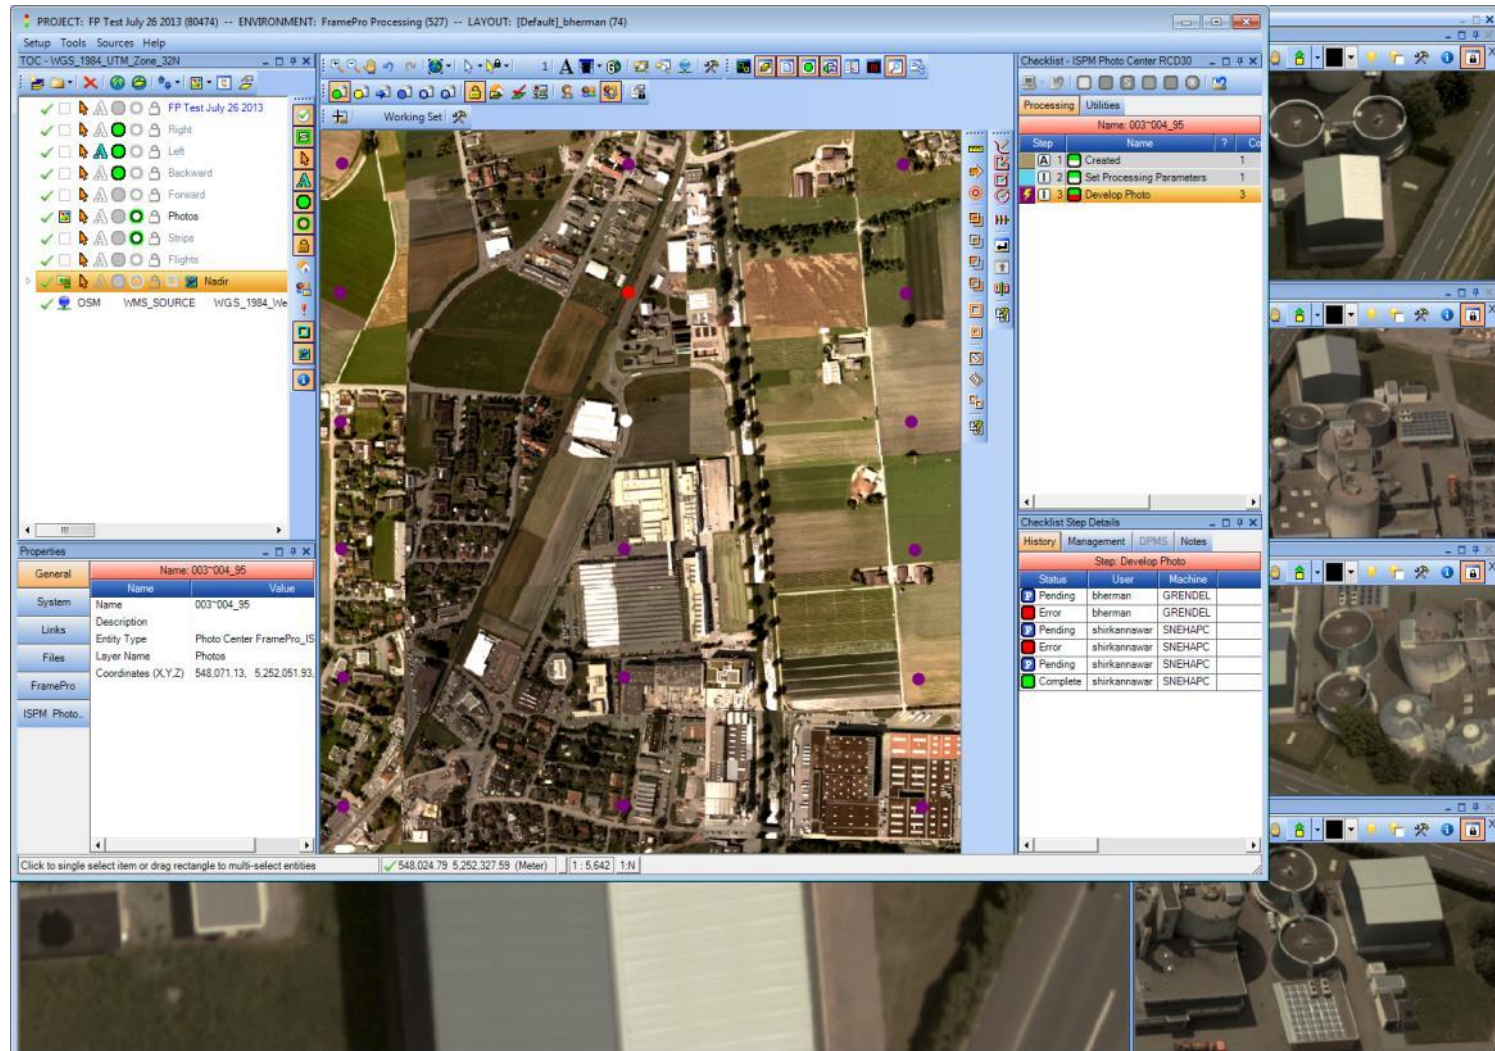 PROJECT: FP Test July 26 2013 (80474) -- ENVIRONMENT: FramePro Processing (527) -- LAYOUT: [Default]_bherman (74)
Setup Tools Sources Help
TOC - WGS_1984_UTM_Zone_32N
FP Test July 26 2013
Right
Left
Backward
Forward
Photos
Strips
Flights
Nadir
OSM WMS_SOURCE WGS_1984_We
1
Working Set
Checklist - ISPM Photo Center RCD30
Processing Utilities
Name: 003~004_95
Step Name ? Co
A 1 Created 1
I 2 Set Processing Parameters 1
I 3 Develop Photo 3
Properties
General
System
Links
Files
FramePro
ISPM Photo...
Name: 003~004_95
Name Value
Name 003~004_95
Description
Entity Type Photo Center FramePro_IS
Layer Name Photos
Coordinates (X,Y,Z) 548,071.13, 5,252,051.93,
Checklist Step Details
History Management DPMS Notes
Step: Develop Photo
Status User Machine
P Pending bherman GRENDEL
Error bherman GRENDEL
P Pending shirkannawar SNEHAPC
Error shirkannawar SNEHAPC
P Pending shirkannawar SNEHAPC
Complete shirkannawar SNEHAPC
Click to single select item or drag rectangle to multi-select entities
548,024.79 5,252,327.59 (Meter) 1 : 5,642 1:N